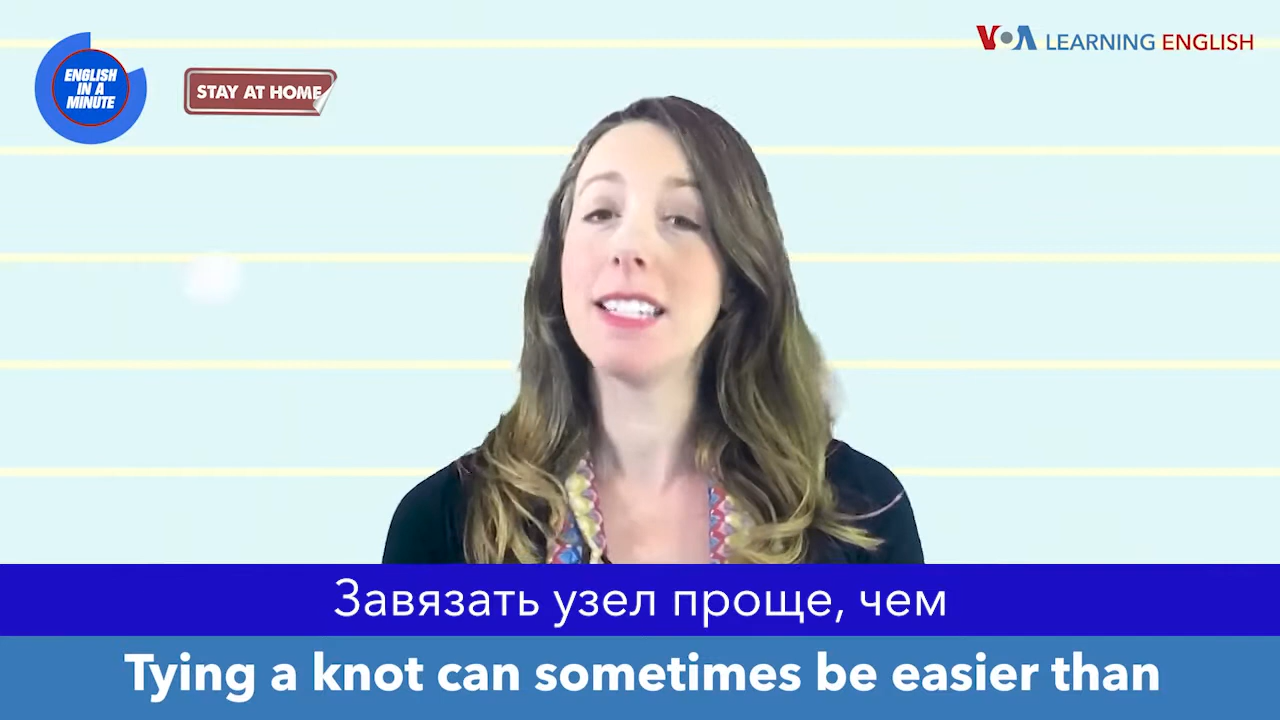 VOA LEARNING ENGLISH
ENGLISH
IN A
MINUTE
STAY AT HOME
Завязать узел проще, чем
Tying a knot can sometimes be easier than